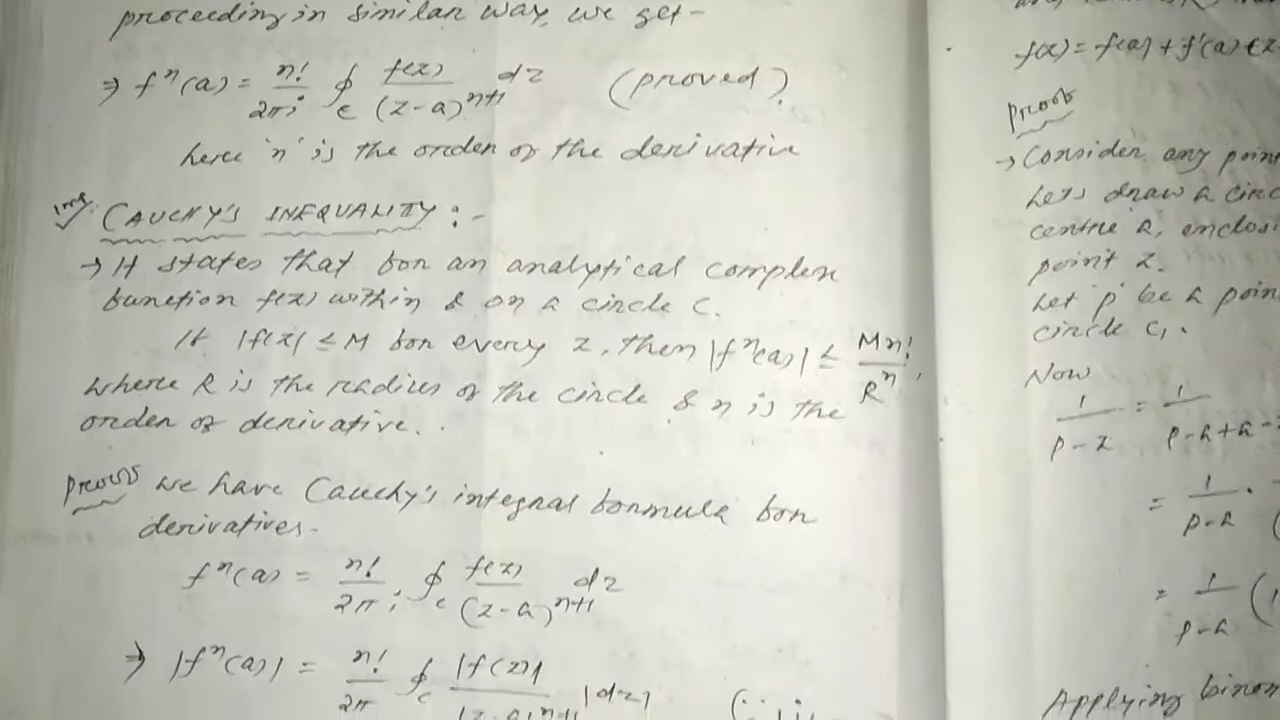 proceeding in similar way, we get -
⇒ fⁿ(a) = n!/2πi ∮c f(z)/(z-a)ⁿ⁺¹ dz (proved).
here 'n' is the order of the derivative
Imp. CAUCHY'S INEQUALITY : -
→ It states that for an analytical complex
function f(z) within & on a circle C.
If |f(z)| ≤ M for every z, then |fⁿ(a)| ≤ Mn!/Rⁿ,
where R is the radius of the circle & n is the
order of derivative.
Proof we have Cauchy's integral formula for
derivatives -
fⁿ(a) = n!/2πi ∮c f(z)/(z-a)ⁿ⁺¹ dz
⇒ |fⁿ(a)| = n!/2π ∮c |f(z)|/|z-a|ⁿ⁺¹ |dz|
f(z) = f(a) + f'(a) (z
Proof
→ Consider any poin
Lets draw a circ
centre a, enclosi
point z.
Let 'p' be a poin
circle C₁.
Now
1/p-z = 1/p-a+a-
= 1/p-a .
= 1/p-a (
Applying binom